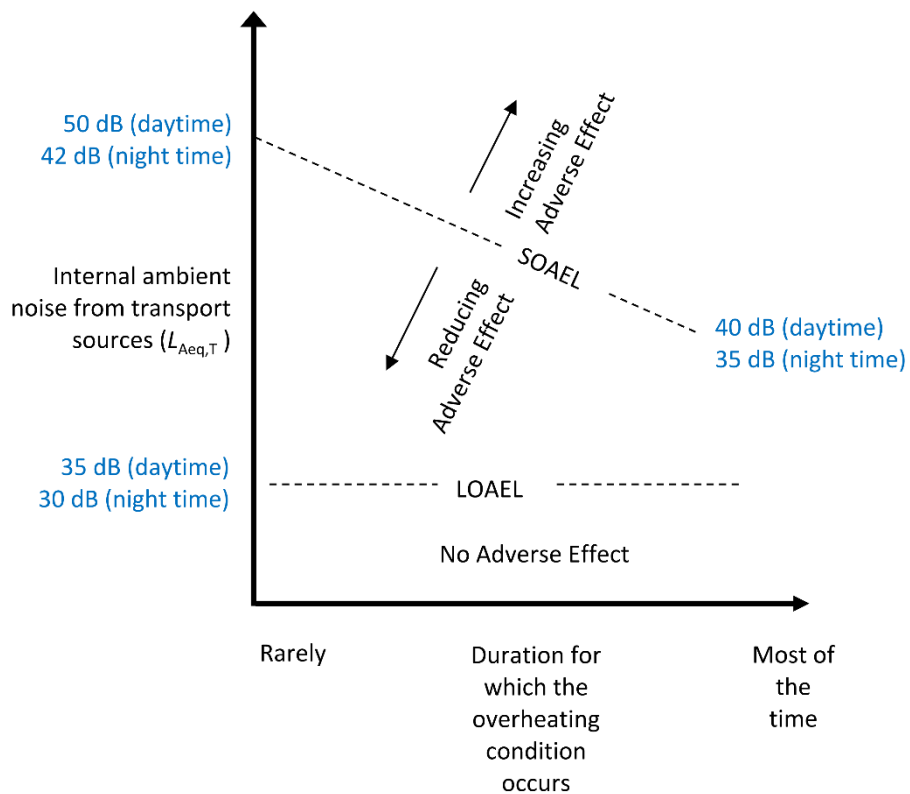 50 dB (daytime)
42 dB (night time)
Increasing
Adverse Effect
SOAEL
Internal ambient
noise from transport
sources (LAeq,T )
Reducing
Adverse Effect
40 dB (daytime)
35 dB (night time)
35 dB (daytime)
30 dB (night time)
LOAEL
No Adverse Effect
Rarely
Duration for
which the
overheating
condition
occurs
Most of
the
time